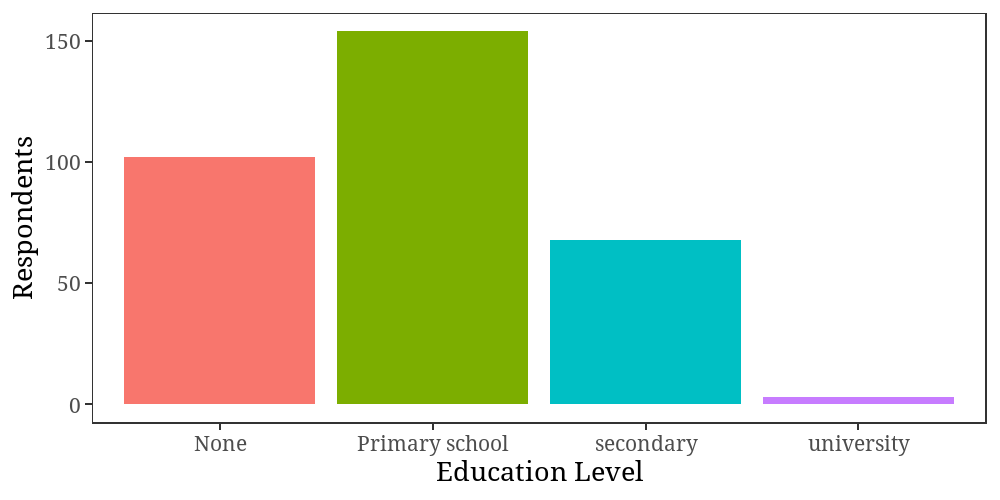 150
100
50
0
Respondents
None
Primary school
secondary
university
Education Level